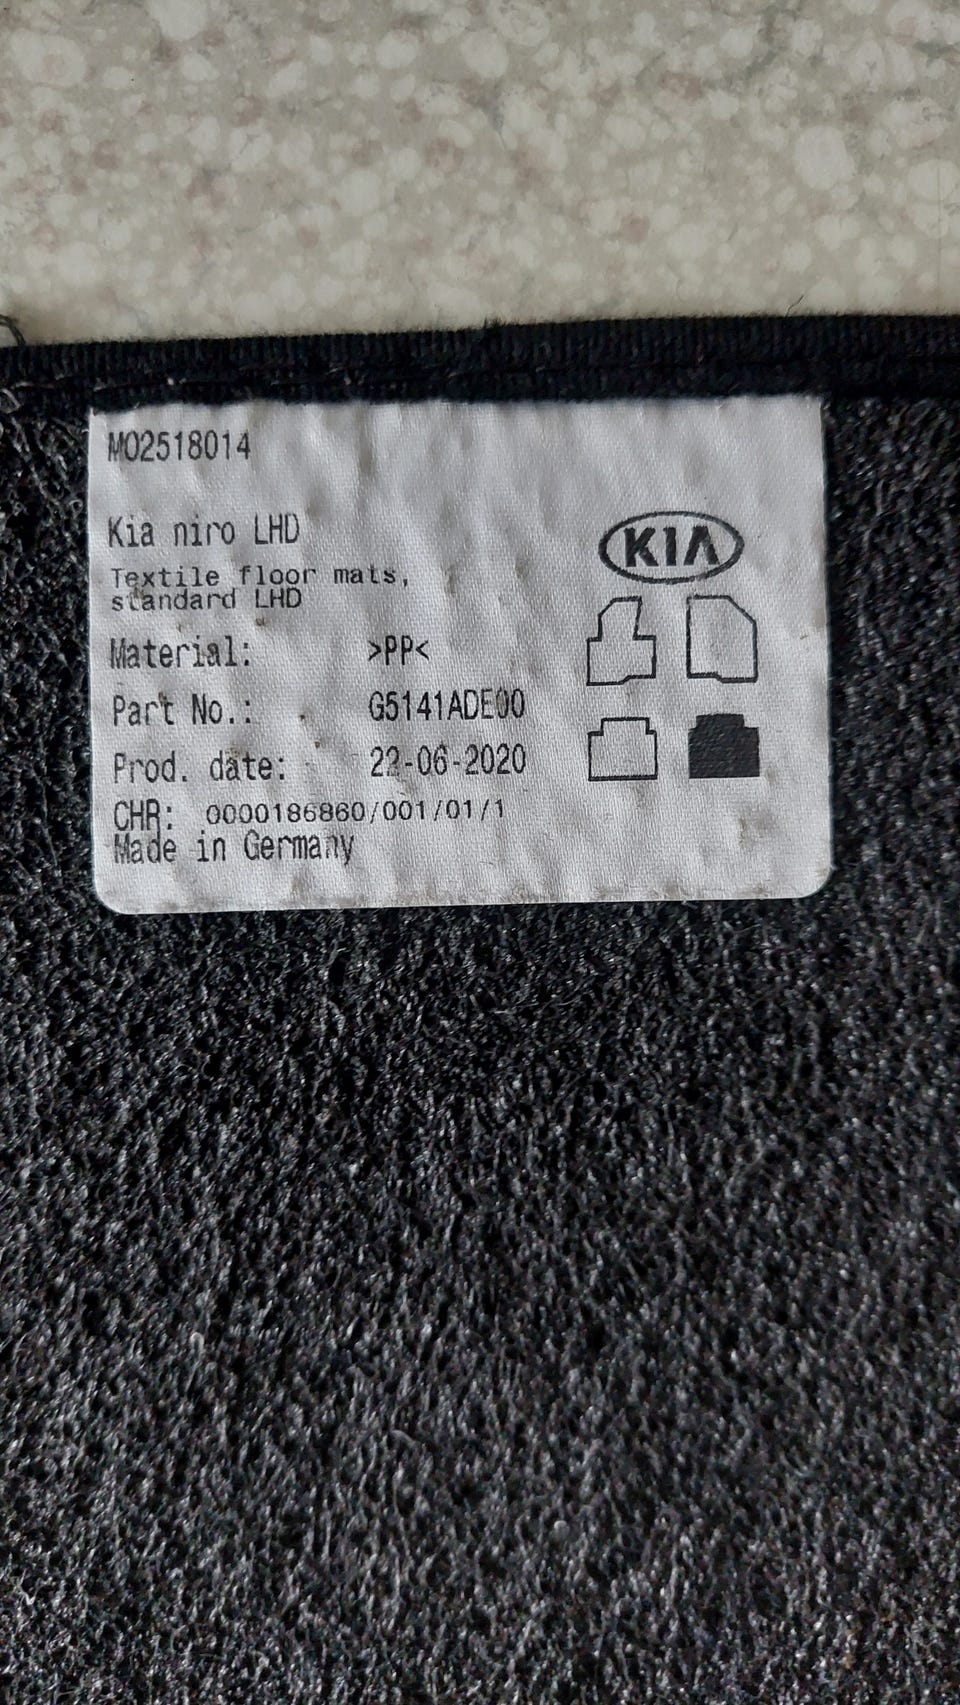 MO2518014
Kia niro LHD
KIA
Textile floor mats,
standard LHD
Material: >PP<
Part No.: G5141ADE00
Prod. date: 22-06-2020
CHR: 0000186860/001/01/1
Made in Germany